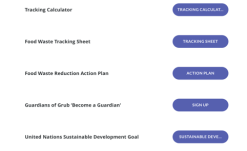 Tracking Calculator TRACKING CALCULAT...
Food Waste Tracking Sheet TRACKING SHEET
Food Waste Reduction Action Plan ACTION PLAN
Guardians of Grub 'Become a Guardian' SIGN UP
United Nations Sustainable Development Goal SUSTAINABLE DEVE...